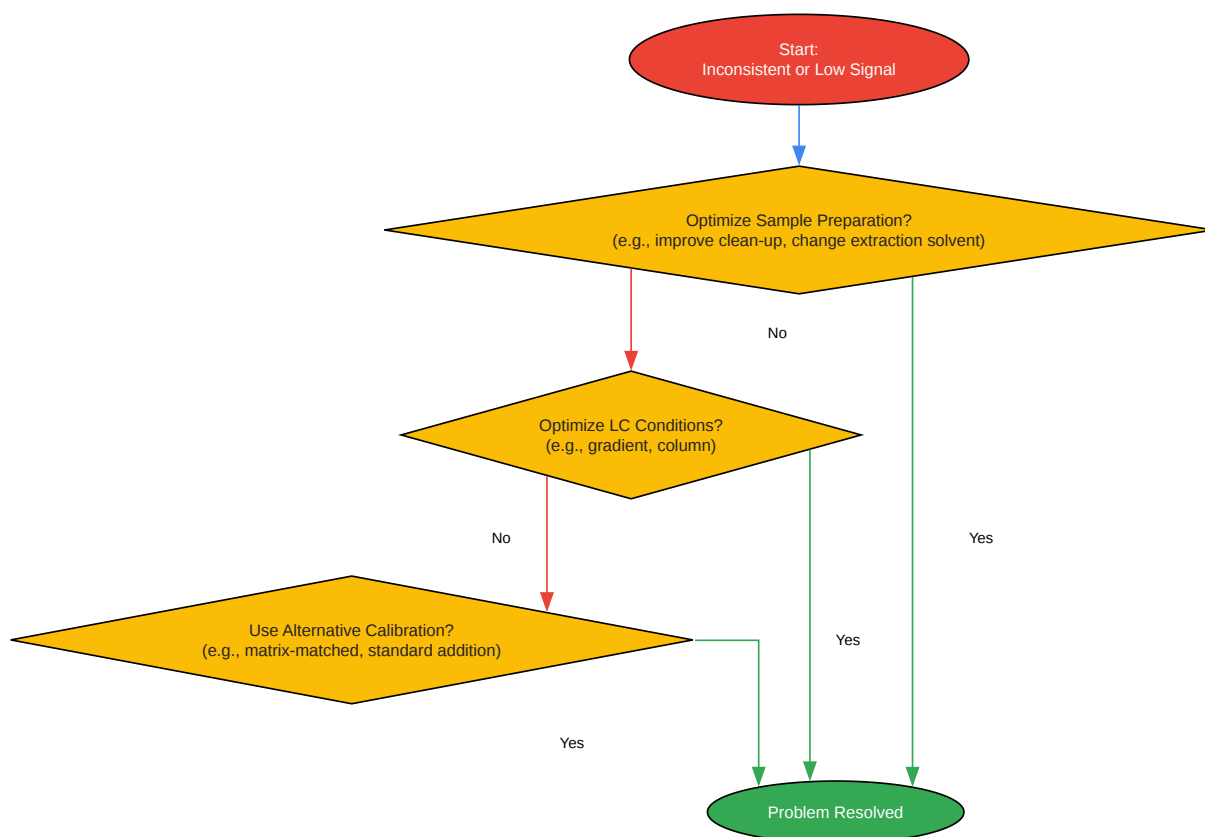 Start:
Inconsistent or Low Signal
Optimize Sample Preparation?
(e.g., improve clean-up, change extraction solvent)
No
Optimize LC Conditions?
(e.g., gradient, column)
No
Yes
Use Alternative Calibration?
(e.g., matrix-matched, standard addition)
Yes
Yes
Problem Resolved